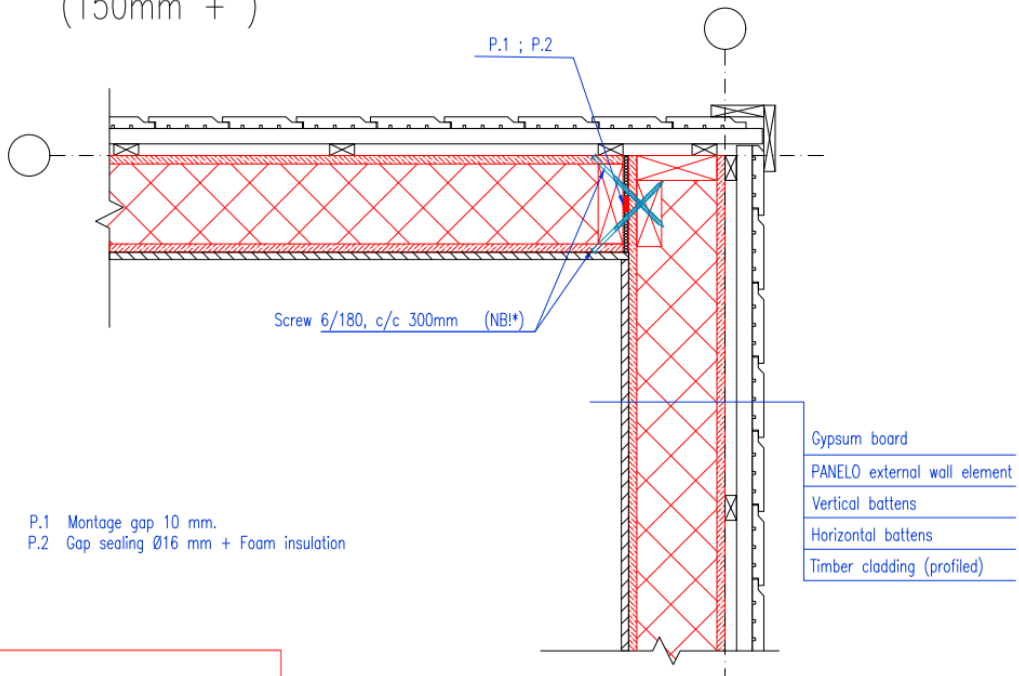 (150mm + )
P.1 ; P.2
Screw 6/180, c/c 300mm (NB!*)
Gypsum board
PANELO external wall element
Vertical battens
Horizontal battens
Timber cladding (profiled)
P.1 Montage gap 10 mm.
P.2 Gap sealing Ø16 mm + Foam insulation